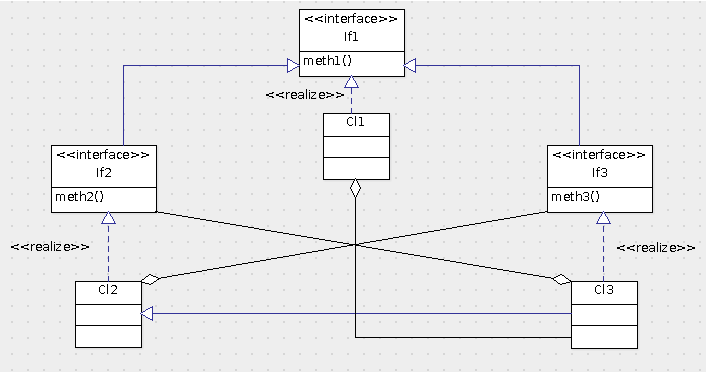 <<interface>>
If1
meth1()
<<realize>>
Cl1
<<interface>>
If2
meth2()
<<interface>>
If3
meth3()
<<realize>>
<<realize>>
Cl2
Cl3